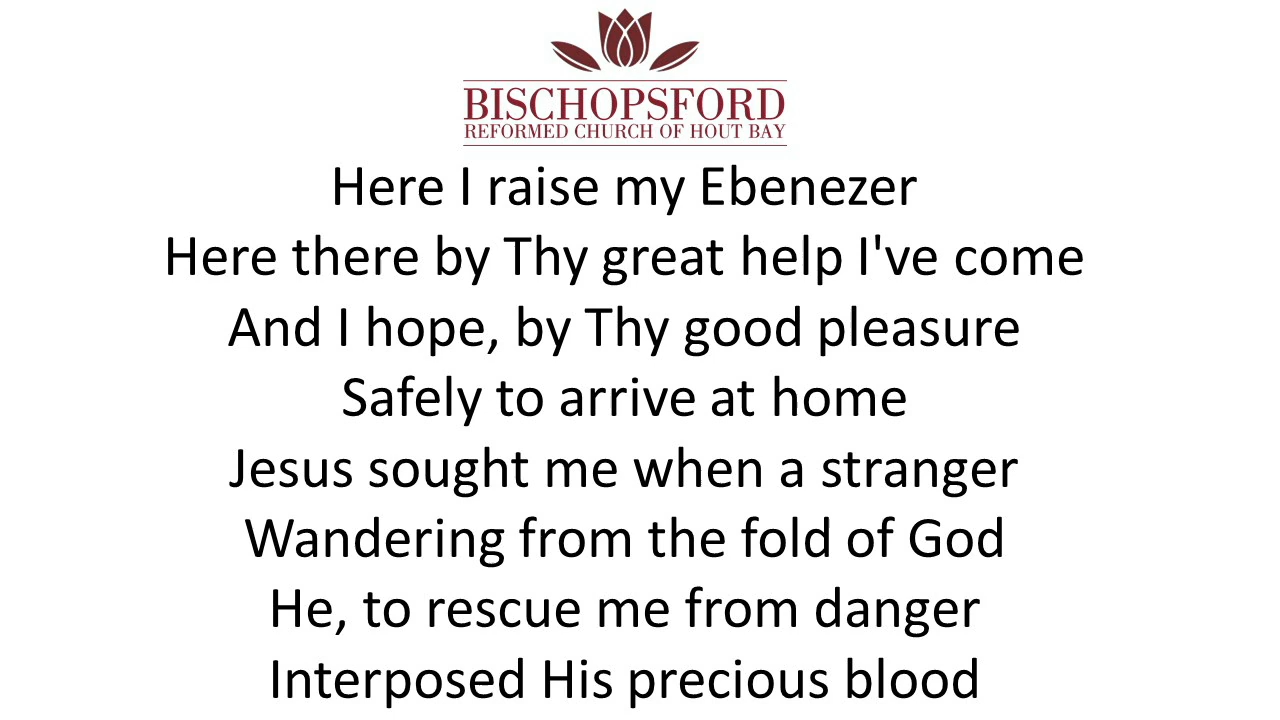 BISCHOPSFORD
REFORMED CHURCH OF HOUT BAY
Here I raise my Ebenezer
Here there by Thy great help I've come
And I hope, by Thy good pleasure
Safely to arrive at home
Jesus sought me when a stranger
Wandering from the fold of God
He, to rescue me from danger
Interposed His precious blood